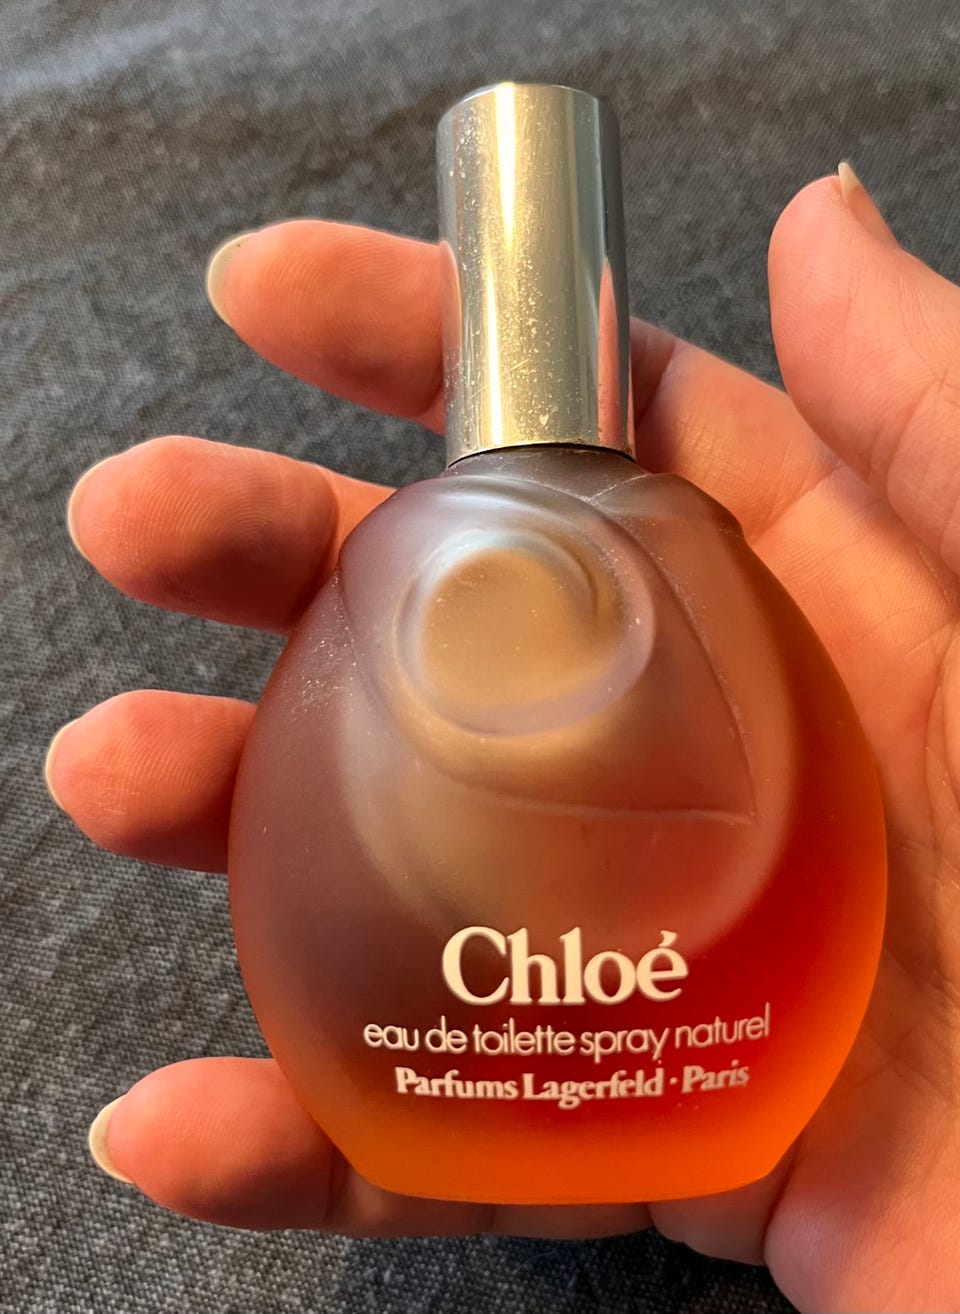 Chloé
eau de toilette spray naturel
Parfums Lagerfeld · Paris